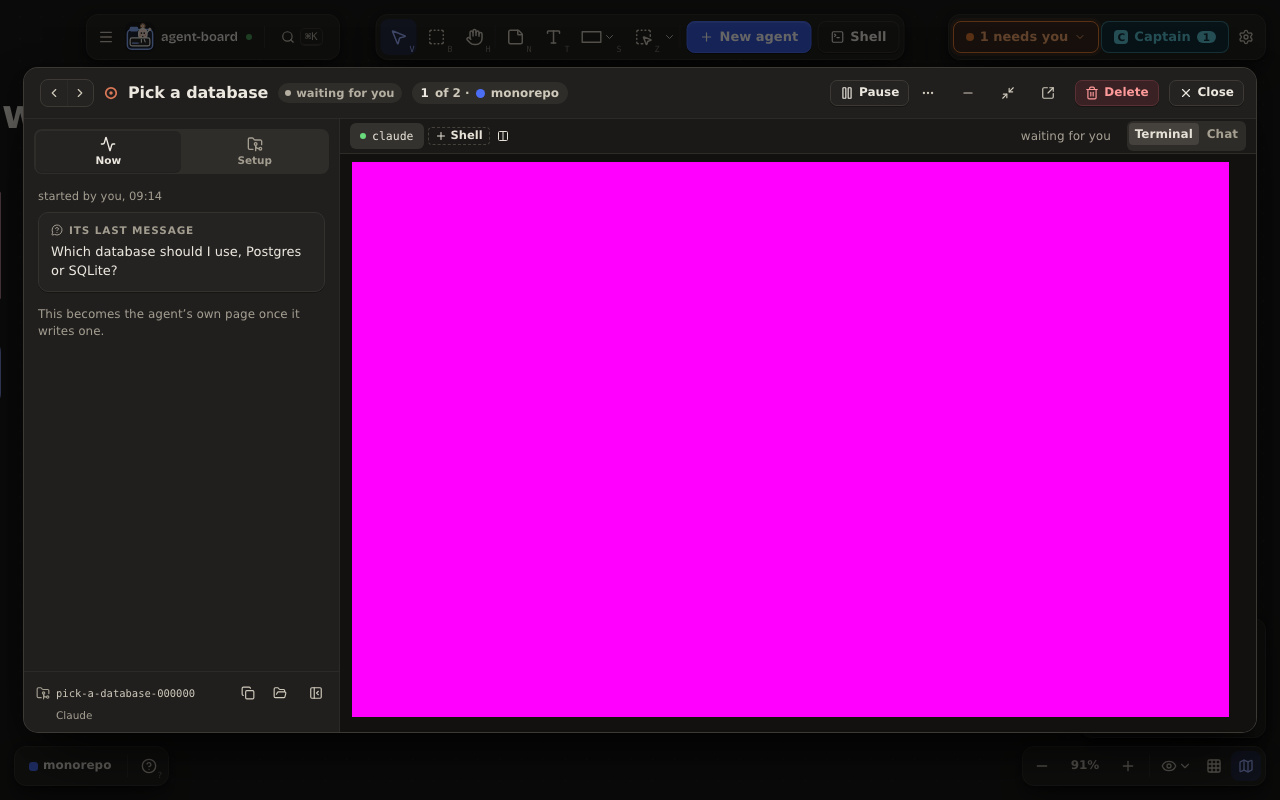 agent-board
⌘K
V
B
H
N
T
S
Z
+ New agent
Shell
1 needs you
C Captain 1
Pick a database
waiting for you
1 of 2 · monorepo
Pause
Delete
Close
Now
Setup
claude
+ Shell
waiting for you
Terminal
Chat
started by you, 09:14
ITS LAST MESSAGE
Which database should I use, Postgres
or SQLite?
This becomes the agent’s own page once it
writes one.
pick-a-database-000000
Claude
monorepo
?
91%